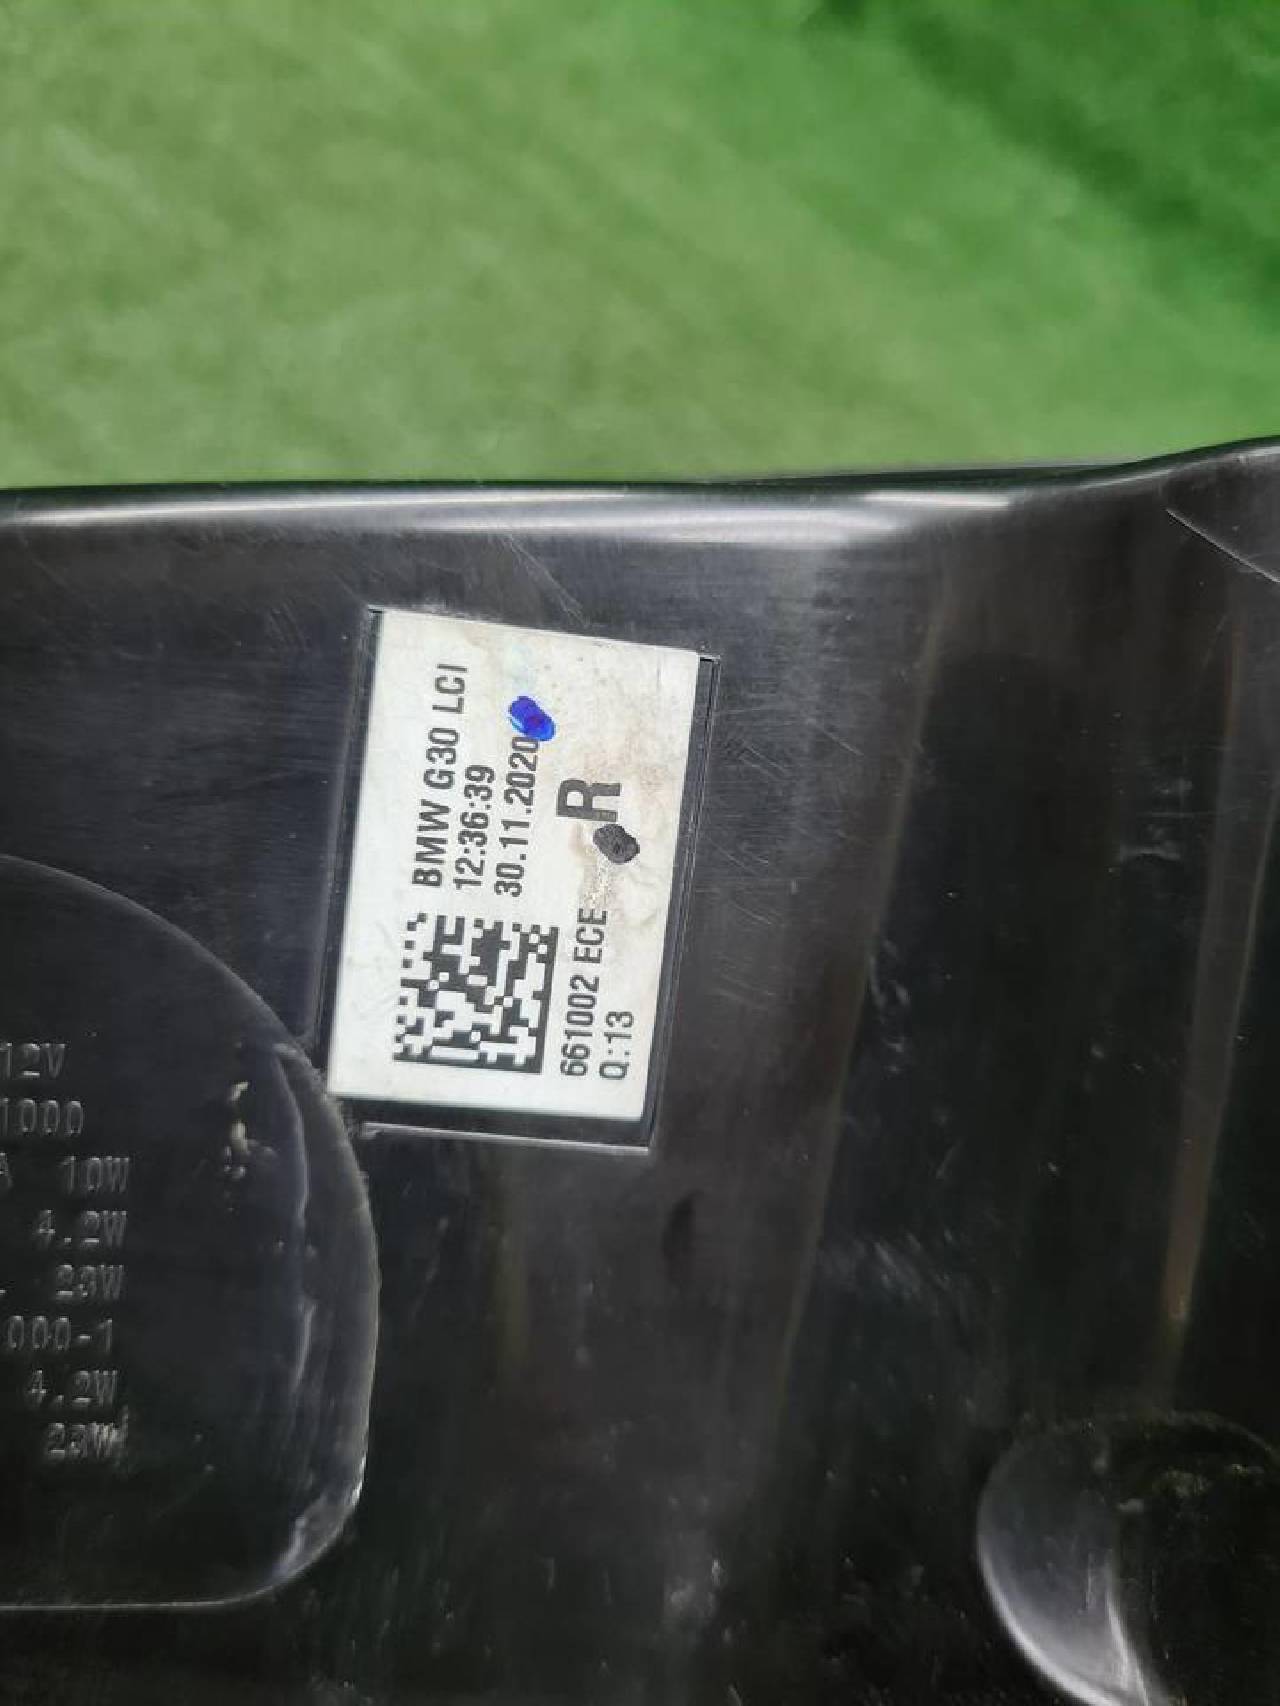 BMW G30 LCI
12:36:39
30.11.2020
R
661002 ECE
Q:13
12V
1000
A 10W
4.2W
23W
000-1
4.2W
23W